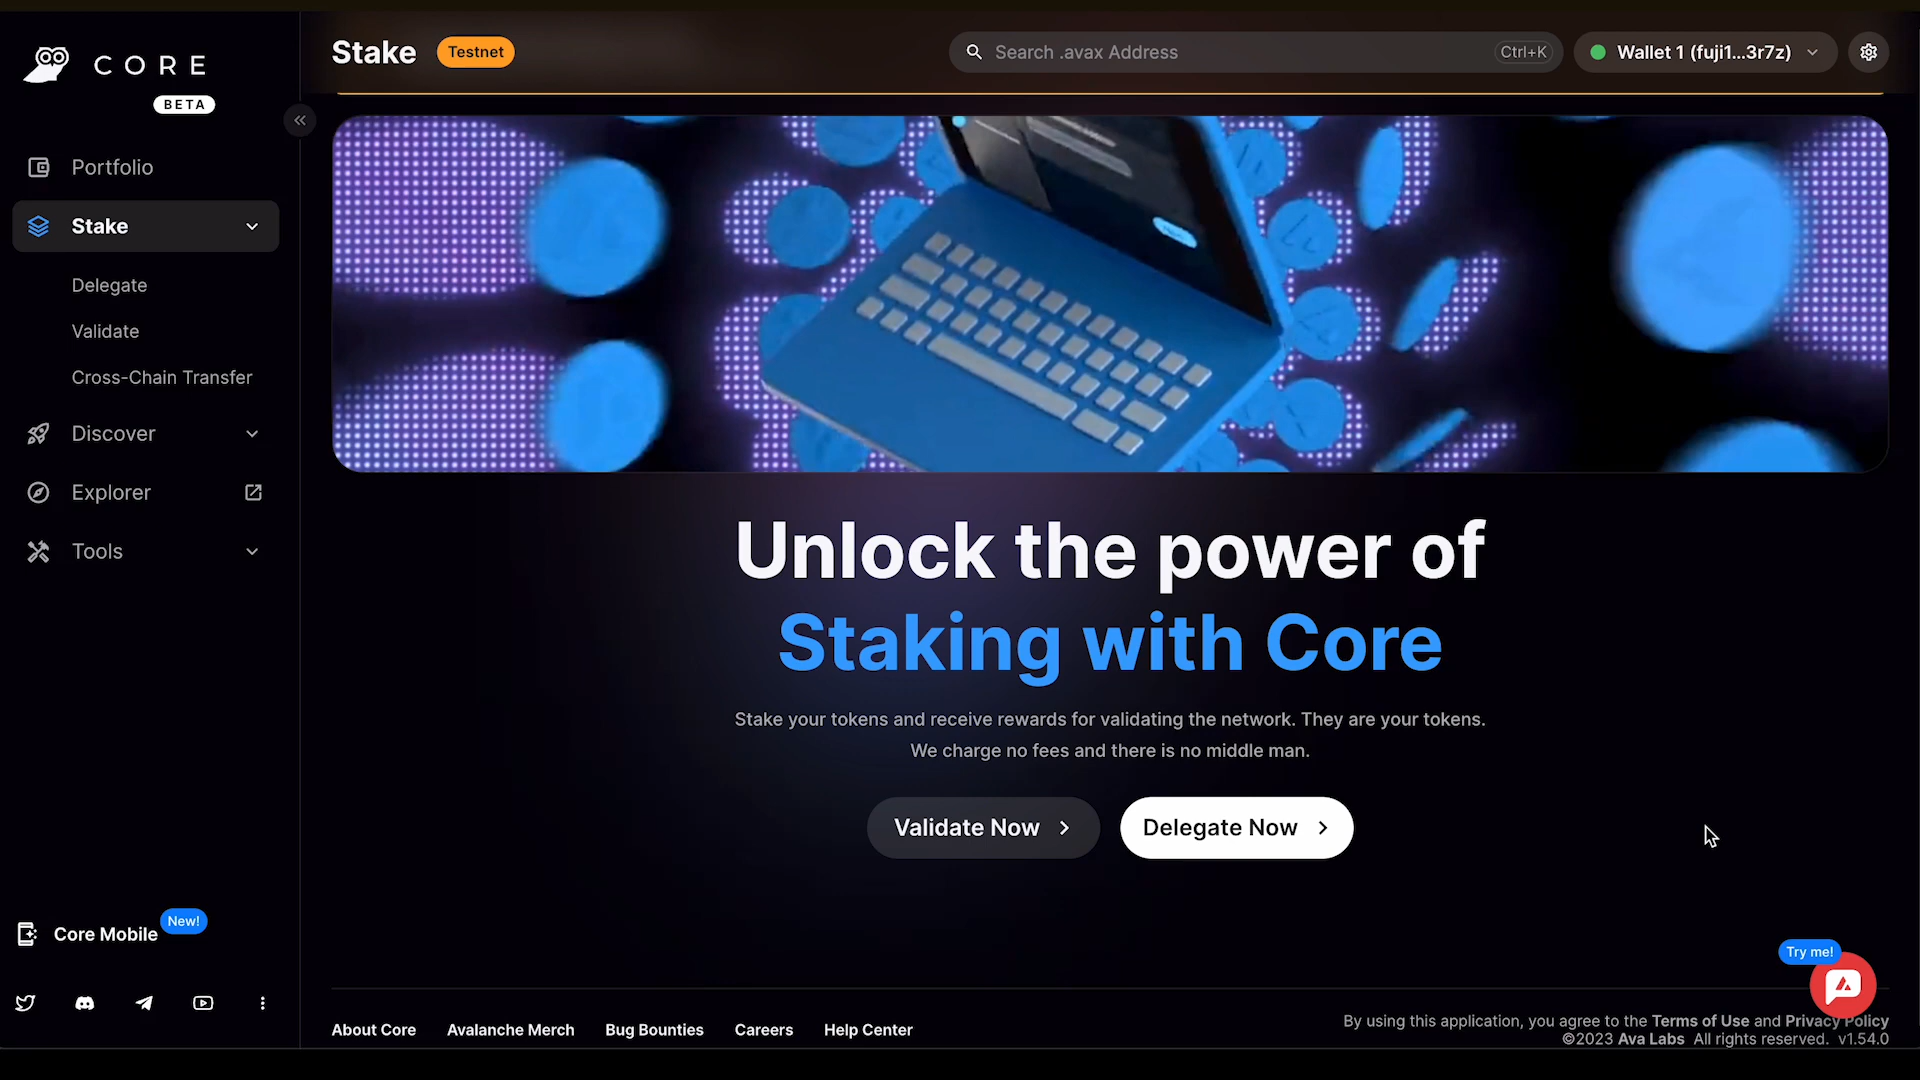 CORE
BETA
Portfolio
Stake
Delegate
Validate
Cross-Chain Transfer
Discover
Explorer
Tools
Core Mobile
New!
Stake
Testnet
Search .avax Address
Ctrl+K
Wallet 1 (fuji1...3r7z)
Unlock the power of
Staking with Core
Stake your tokens and receive rewards for validating the network. They are your tokens.
We charge no fees and there is no middle man.
Validate Now
Delegate Now
Try me!
About Core
Avalanche Merch
Bug Bounties
Careers
Help Center
By using this application, you agree to the Terms of Use and Privacy Policy
©2023 Ava Labs All rights reserved. v1.54.0